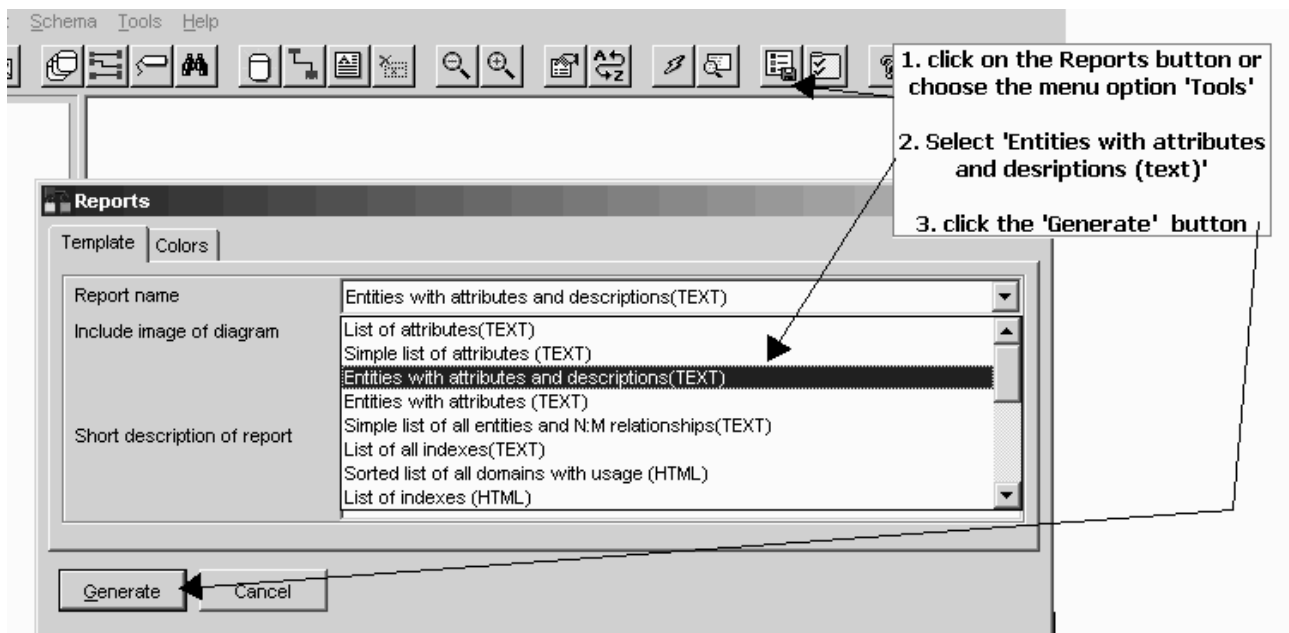 Schema Tools Help
1. click on the Reports button or
choose the menu option 'Tools'
2. Select 'Entities with attributes
and desriptions (text)'
3. click the 'Generate' button
Reports
Template Colors
Report name
Entities with attributes and descriptions(TEXT)
Include image of diagram
List of attributes(TEXT)
Simple list of attributes (TEXT)
Entities with attributes and descriptions(TEXT)
Entities with attributes (TEXT)
Short description of report
Simple list of all entities and N:M relationships(TEXT)
List of all indexes(TEXT)
Sorted list of all domains with usage (HTML)
List of indexes (HTML)
Generate Cancel